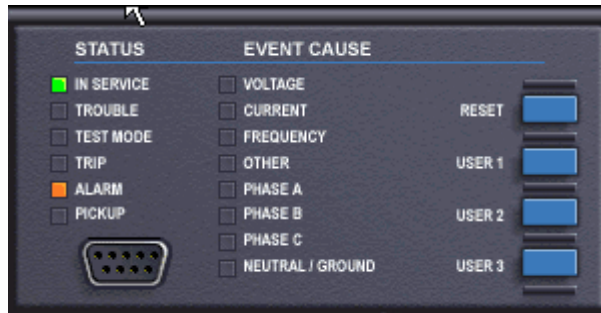 STATUS EVENT CAUSE
IN SERVICE VOLTAGE
TROUBLE CURRENT RESET
TEST MODE FREQUENCY
TRIP OTHER USER 1
ALARM PHASE A
PICKUP PHASE B USER 2
PHASE C
NEUTRAL / GROUND USER 3